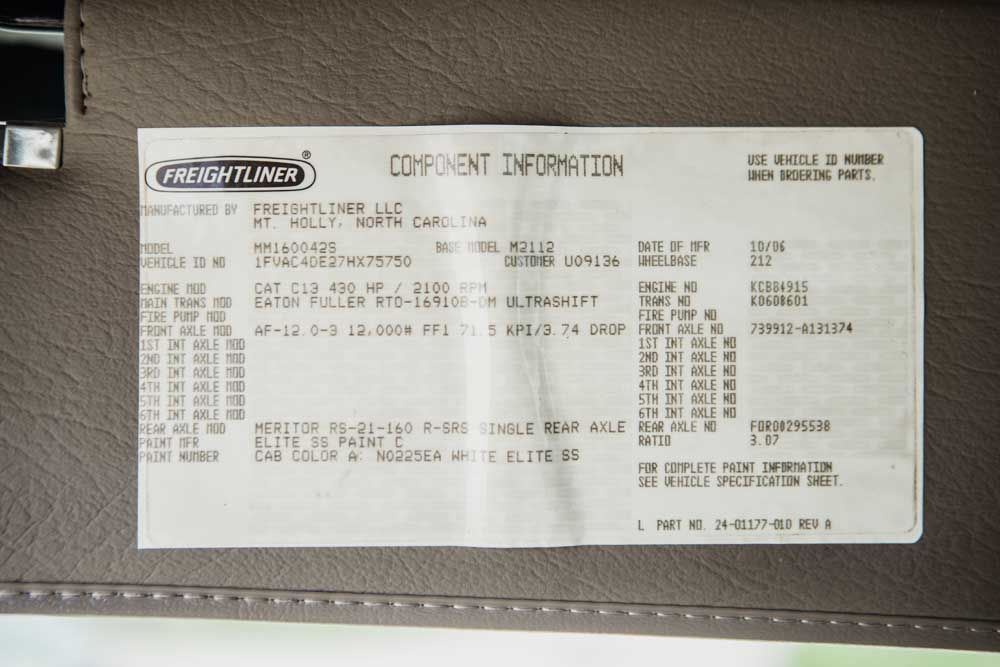 FREIGHTLINER ®
COMPONENT INFORMATION
USE VEHICLE ID NUMBER
WHEN ORDERING PARTS.
MANUFACTURED BY FREIGHTLINER LLC
MT. HOLLY, NORTH CAROLINA
MODEL MM160042S BASE MODEL M2112 DATE OF MFR 10/06
VEHICLE ID NO 1FVAC4DE27HX75750 CUSTOMER U09136 WHEELBASE 212
ENGINE MOD CAT C13 430 HP / 2100 RPM ENGINE NO KCB84915
MAIN TRANS MOD EATON FULLER RTO-16910B-DM ULTRASHIFT TRANS NO K0608601
FIRE PUMP MOD FIRE PUMP NO
FRONT AXLE MOD AF-12.0-3 12,000# FF1 71.5 KPI/3.74 DROP FRONT AXLE NO 739912-A131374
1ST INT AXLE MOD 1ST INT AXLE NO
2ND INT AXLE MOD 2ND INT AXLE NO
3RD INT AXLE MOD 3RD INT AXLE NO
4TH INT AXLE MOD 4TH INT AXLE NO
5TH INT AXLE MOD 5TH INT AXLE NO
6TH INT AXLE MOD 6TH INT AXLE NO
REAR AXLE MOD MERITOR RS-21-160 R-SRS SINGLE REAR AXLE REAR AXLE NO FOR00295538
PAINT MFR ELITE SS PAINT C RATIO 3.07
PAINT NUMBER CAB COLOR A: N0225EA WHITE ELITE SS
FOR COMPLETE PAINT INFORMATION
SEE VEHICLE SPECIFICATION SHEET.
L PART NO. 24-01177-010 REV A